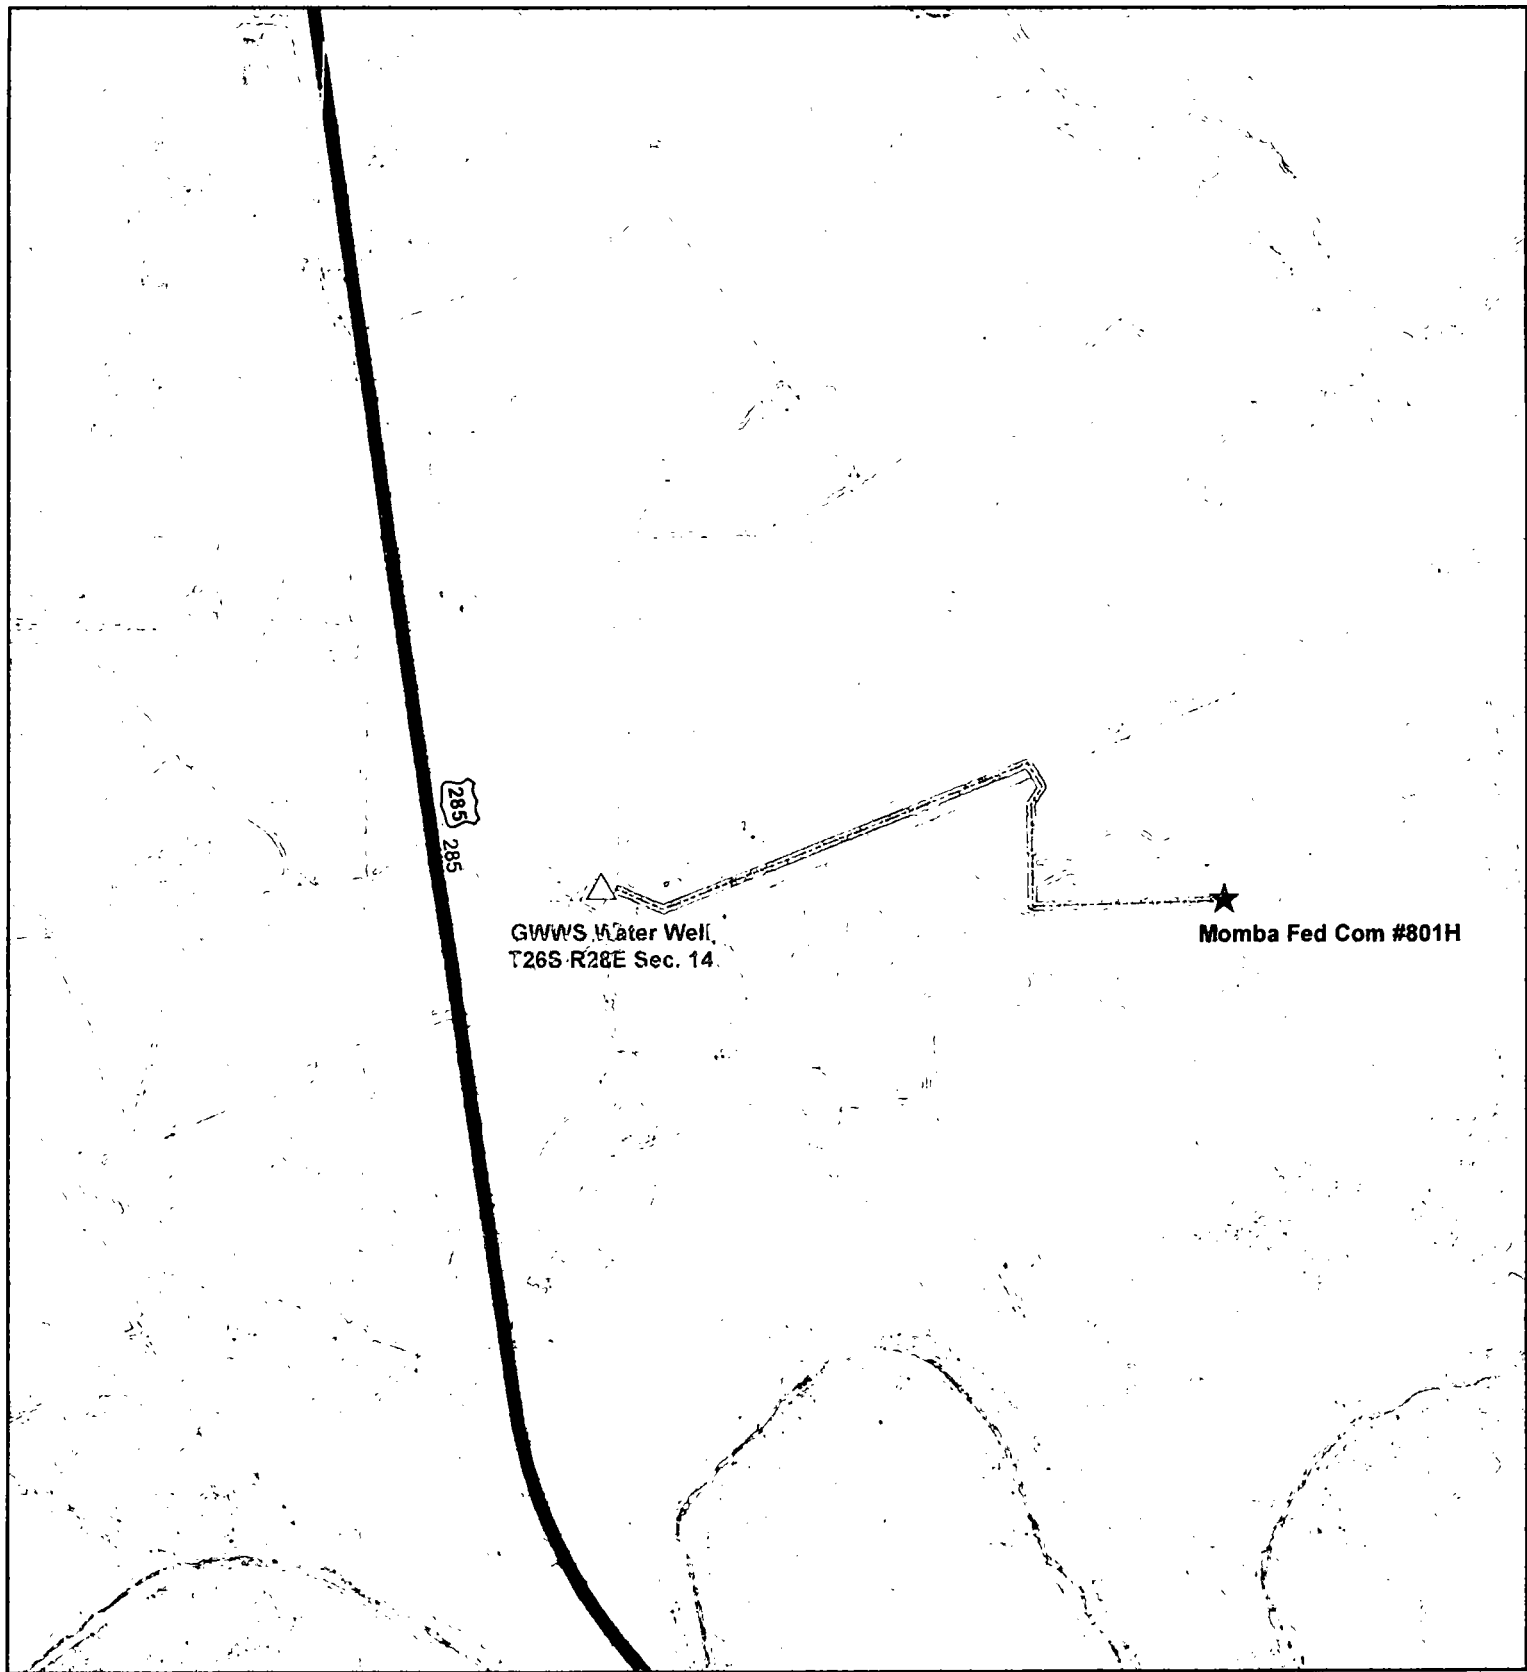 285
285
GWWS Water Well,
T26S R28E Sec. 14
Momba Fed Com #801H